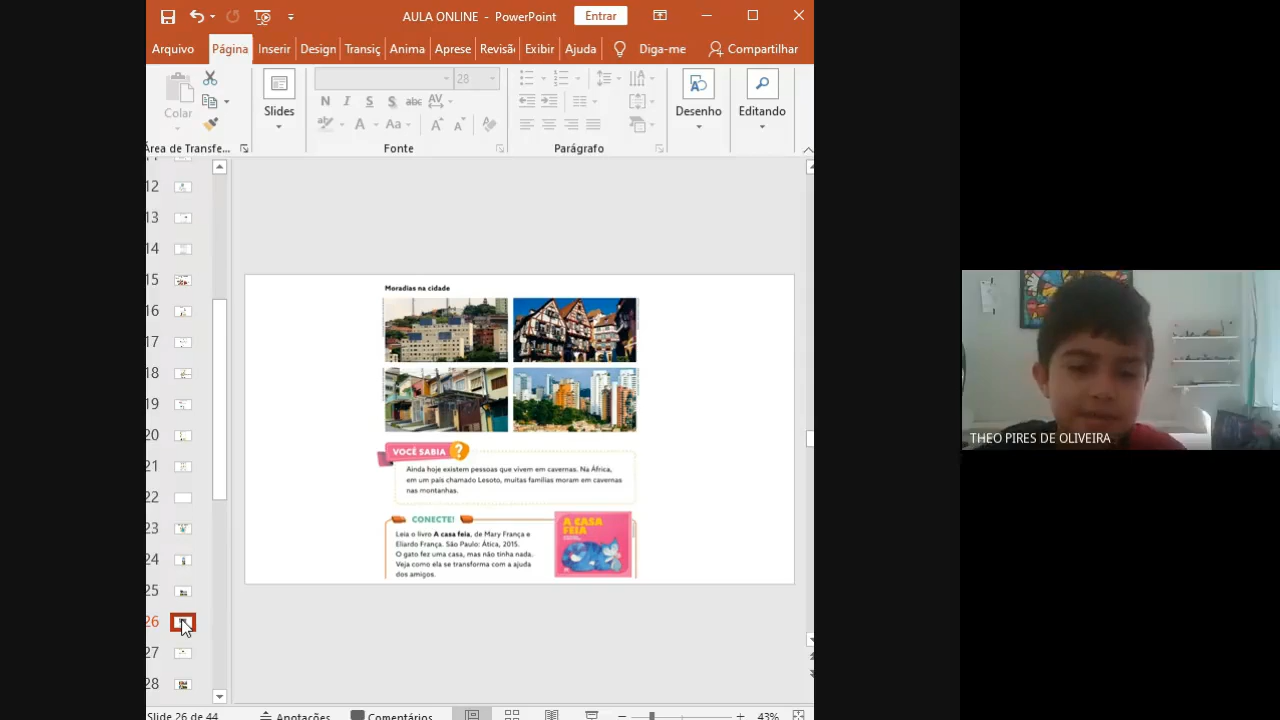 AULA ONLINE - PowerPoint
Entrar
Arquivo
Página
Inserir
Design
Transiç
Anima
Aprese
Revisã
Exibir
Ajuda
Diga-me
Compartilhar
Colar
Slides
28
N I S S abc AV
A Aa A A
Desenho
Editando
Área de Transfe...
Fonte
Parágrafo
12
13
14
15
16
17
18
19
20
21
22
23
24
25
26
27
28
Moradias na cidade
VOCÊ SABIA ?
Ainda hoje existem pessoas que vivem em cavernas. Na África,
em um país chamado Lesoto, muitas famílias moram em cavernas
nas montanhas.
CONECTE!
Leia o livro A casa feia, de Mary França e
Eliardo França. São Paulo: Ática, 2015.
O gato fez uma casa, mas não tinha nada.
Veja como ela se transforma com a ajuda
dos amigos.
A CASA
FEIA
THEO PIRES DE OLIVEIRA
Slide 26 de 44
Anotações
Comentários
43%